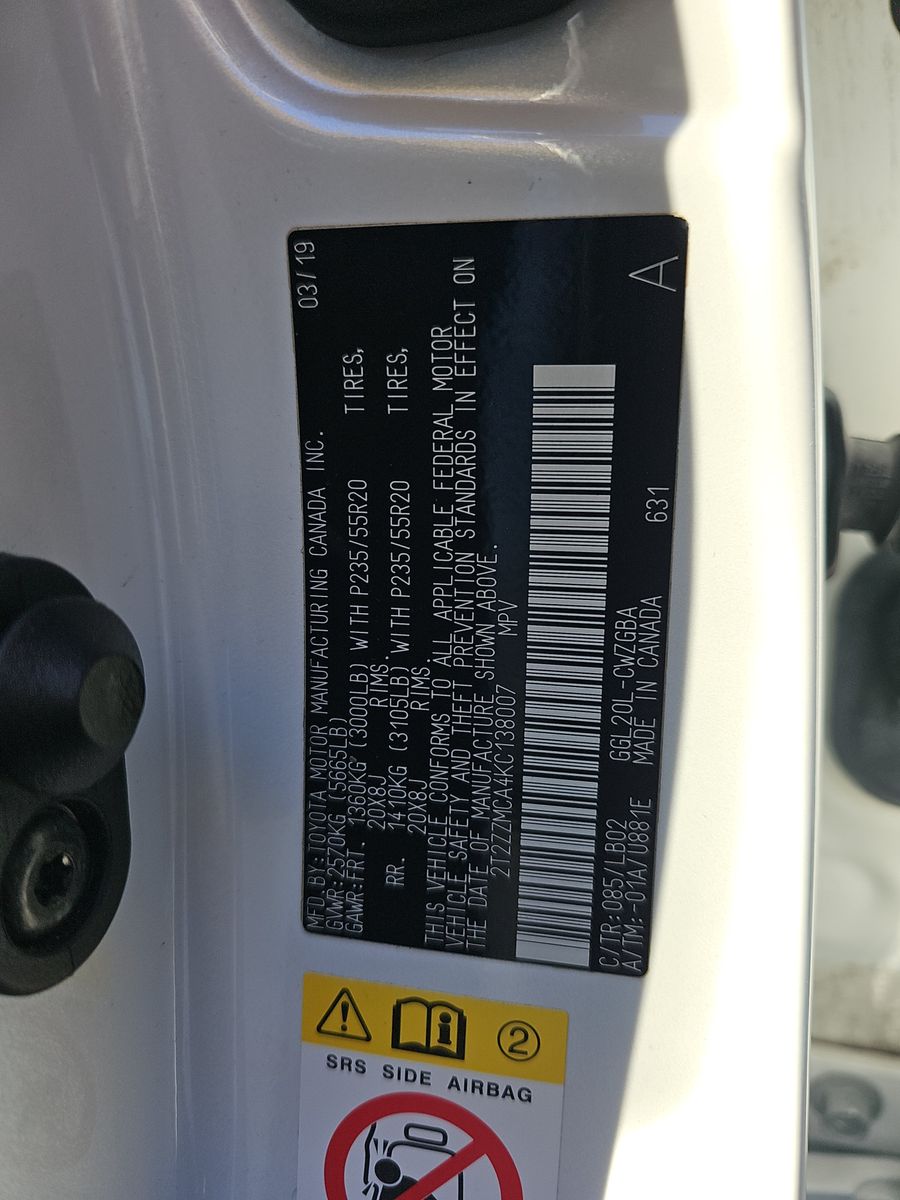 MFD. BY:TOYOTA MOTOR MANUFACTURING CANADA INC. 03/19
GVWR:2570KG (5665LB)
GAWR:FRT. 1360KG (3000LB) WITH P235/55R20 TIRES,
20X8J RIMS.
RR. 1410KG (3105LB) WITH P235/55R20 TIRES,
20X8J RIMS.
THIS VEHICLE CONFORMS TO ALL APPLICABLE FEDERAL MOTOR
VEHICLE SAFETY AND THEFT PREVENTION STANDARDS IN EFFECT ON
THE DATE OF MANUFACTURE SHOWN ABOVE.
2T2ZZMCA4KC138007 MPV
C/TR:085/LB02 GGL20L-CWZGBA
A/TM:-01A/U881E MADE IN CANADA 631 A
2
SRS SIDE AIRBAG